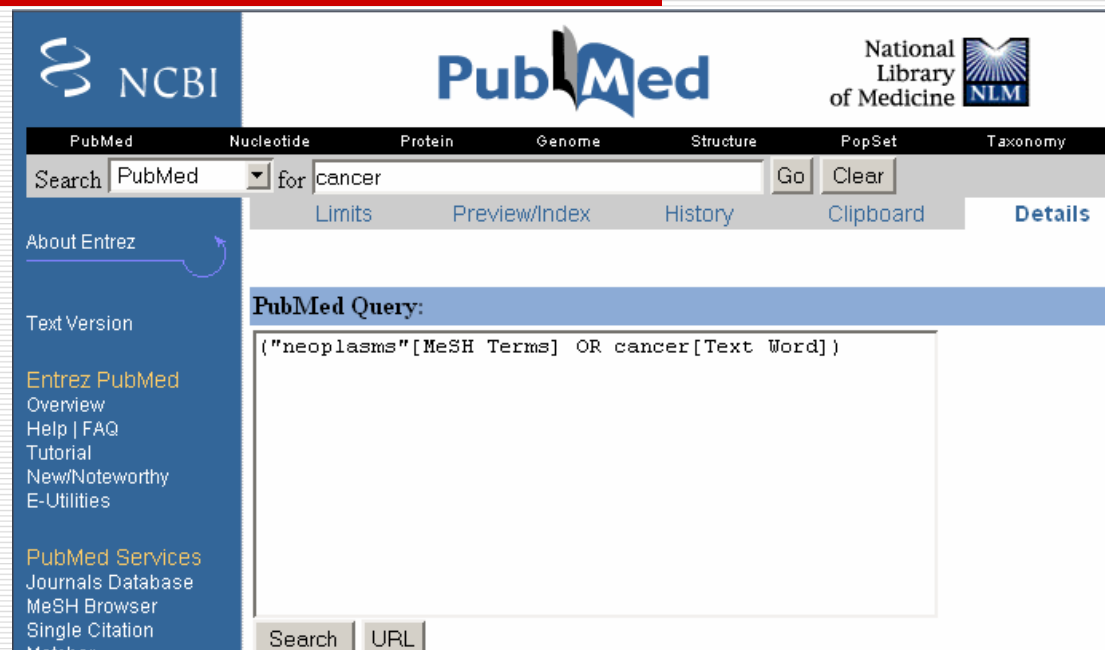 NCBI
PubMed
National
Library
of Medicine NLM
PubMed Nucleotide Protein Genome Structure PopSet Taxonomy
Search PubMed for cancer Go Clear
Limits Preview/Index History Clipboard Details
About Entrez
Text Version
PubMed Query:
("neoplasms"[MeSH Terms] OR cancer[Text Word])
Entrez PubMed
Overview
Help | FAQ
Tutorial
New/Noteworthy
E-Utilities
PubMed Services
Journals Database
MeSH Browser
Single Citation
Search URL